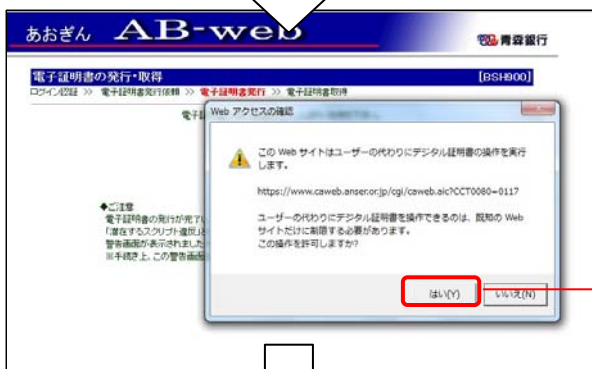 あおぎん AB-web
青森銀行
電子証明書の発行・取得 [BSH900]
ログイン認証 >> 電子証明書発行依頼 >> 電子証明書発行 >> 電子証明書取得
電子証
Web アクセスの確認
この Web サイトはユーザーの代わりにデジタル証明書の操作を実行
します。
https://www.caweb.anser.or.jp/cgi/caweb.aic?CCT0080=0117
ユーザーの代わりにデジタル証明書を操作できるのは、既知の Web
サイトだけに制限する必要があります。
この操作を許可しますか?
はい(Y) いいえ(N)
◆ご注意
電子証明書の発行が完了
「潜在するスクリプト違反」
警告画面が表示されました
※手続き上、この警告画面